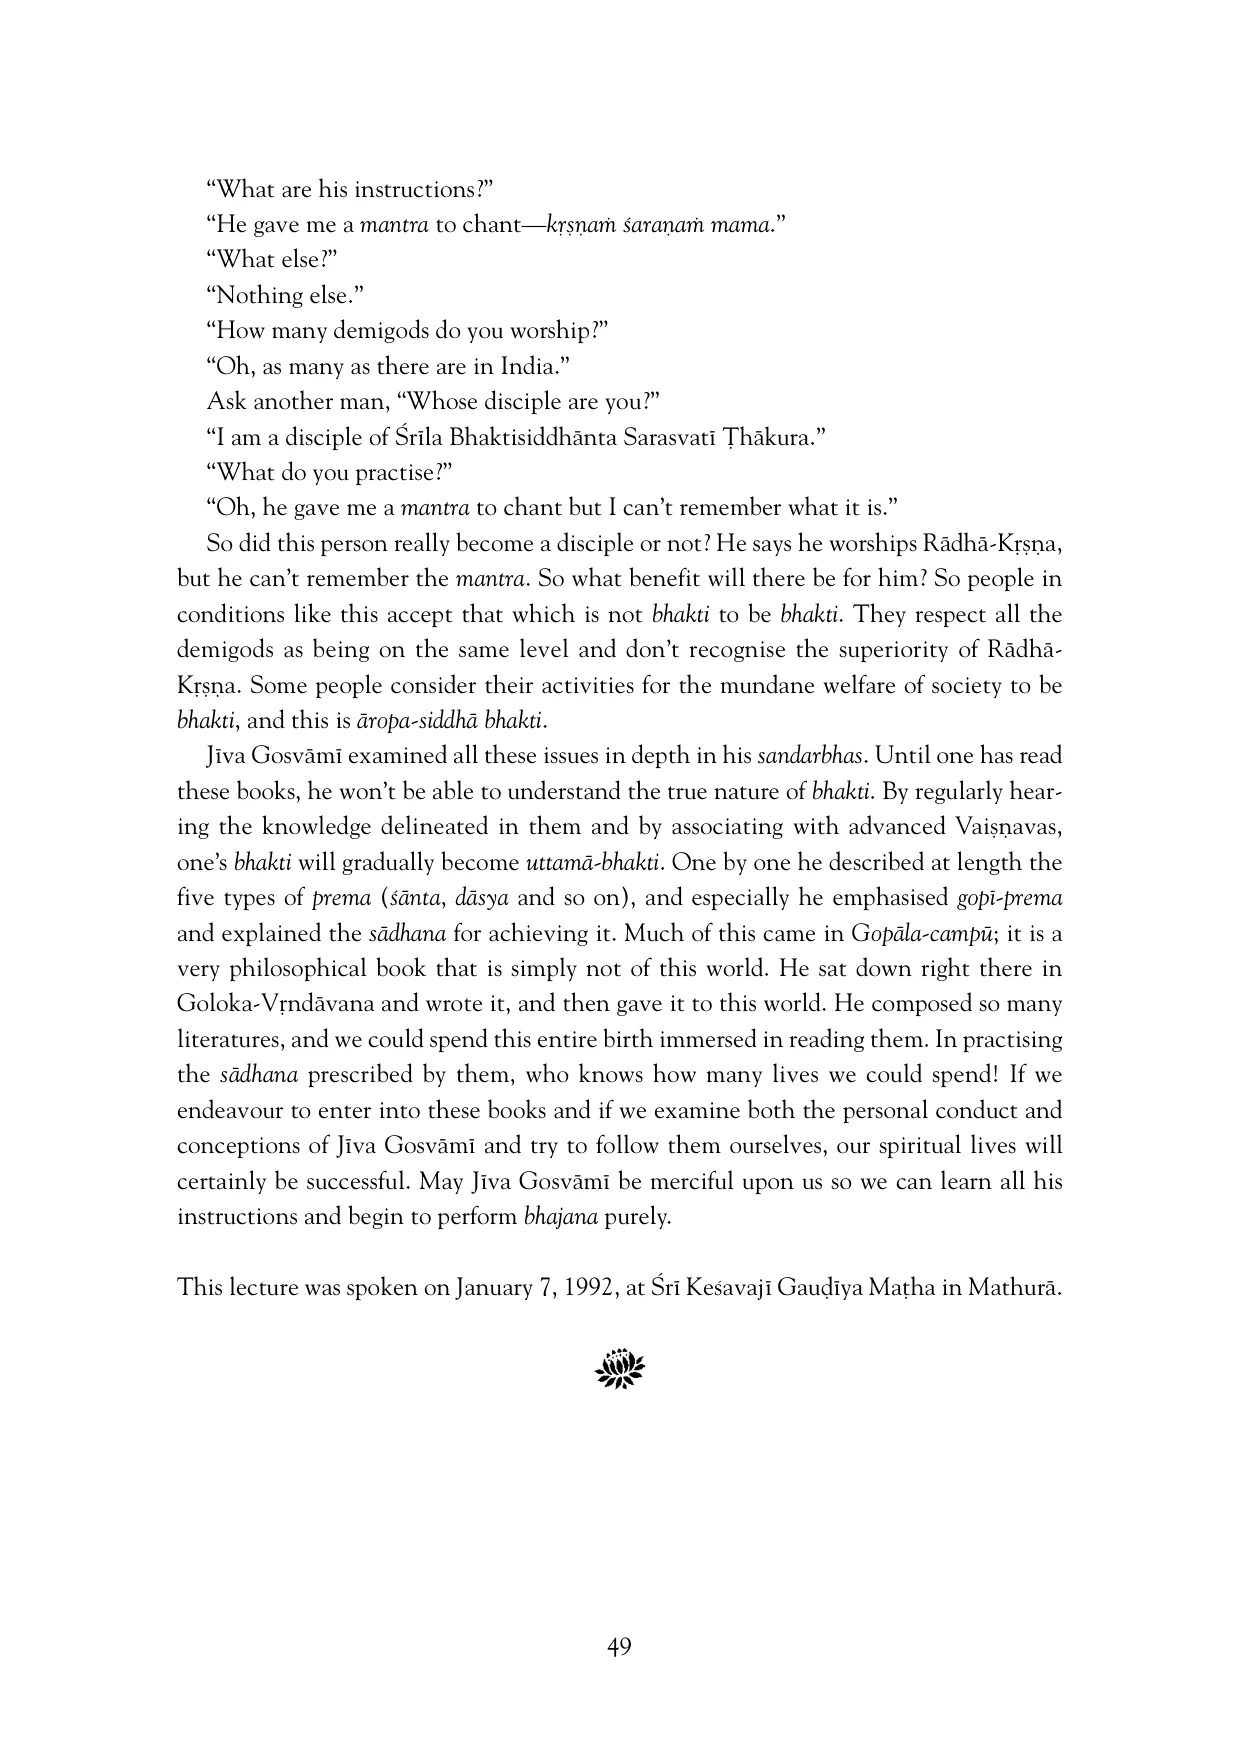 “What are his instructions?”
“He gave me a mantra to chant—kṛṣṇaṁ śaraṇaṁ mama.”
“What else?”
“Nothing else.”
“How many demigods do you worship?”
“Oh, as many as there are in India.”
Ask another man, “Whose disciple are you?”
“I am a disciple of Śrīla Bhaktisiddhānta Sarasvatī Ṭhākura.”
“What do you practise?”
“Oh, he gave me a mantra to chant but I can’t remember what it is.”
So did this person really become a disciple or not? He says he worships Rādhā-Kṛṣṇa,
but he can’t remember the mantra. So what benefit will there be for him? So people in
conditions like this accept that which is not bhakti to be bhakti. They respect all the
demigods as being on the same level and don’t recognise the superiority of Rādhā-
Kṛṣṇa. Some people consider their activities for the mundane welfare of society to be
bhakti, and this is āropa-siddhā bhakti.
Jīva Gosvāmī examined all these issues in depth in his sandarbhas. Until one has read
these books, he won’t be able to understand the true nature of bhakti. By regularly hear-
ing the knowledge delineated in them and by associating with advanced Vaiṣṇavas,
one’s bhakti will gradually become uttamā-bhakti. One by one he described at length the
five types of prema (śānta, dāsya and so on), and especially he emphasised gopī-prema
and explained the sādhana for achieving it. Much of this came in Gopāla-campū; it is a
very philosophical book that is simply not of this world. He sat down right there in
Goloka-Vṛndāvana and wrote it, and then gave it to this world. He composed so many
literatures, and we could spend this entire birth immersed in reading them. In practising
the sādhana prescribed by them, who knows how many lives we could spend! If we
endeavour to enter into these books and if we examine both the personal conduct and
conceptions of Jīva Gosvāmī and try to follow them ourselves, our spiritual lives will
certainly be successful. May Jīva Gosvāmī be merciful upon us so we can learn all his
instructions and begin to perform bhajana purely.
This lecture was spoken on January 7, 1992, at Śrī Keśavajī Gauḍīya Maṭha in Mathurā.
49